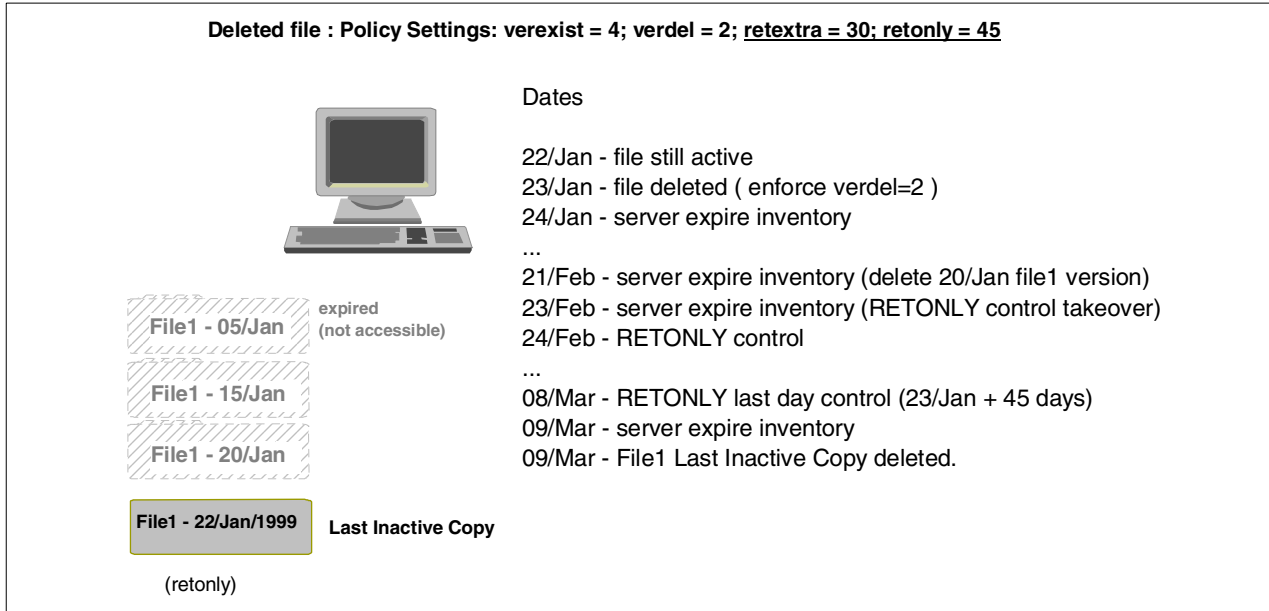 Deleted file : Policy Settings: verexist = 4; verdel = 2; retextra = 30; retonly = 45
Dates
22/Jan - file still active
23/Jan - file deleted ( enforce verdel=2 )
24/Jan - server expire inventory
...
21/Feb - server expire inventory (delete 20/Jan file1 version)
23/Feb - server expire inventory (RETONLY control takeover)
24/Feb - RETONLY control
...
08/Mar - RETONLY last day control (23/Jan + 45 days)
09/Mar - server expire inventory
09/Mar - File1 Last Inactive Copy deleted.
File1 - 05/Jan
expired
(not accessible)
File1 - 15/Jan
File1 - 20/Jan
File1 - 22/Jan/1999
Last Inactive Copy
(retonly)